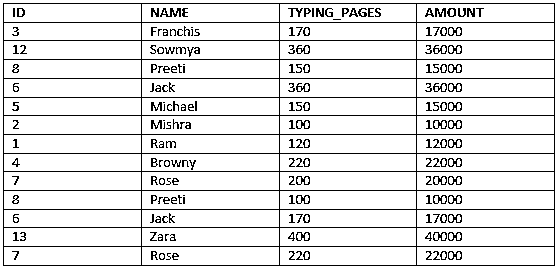 ID NAME TYPING_PAGES AMOUNT
3 Franchis 170 17000
12 Sowmya 360 36000
8 Preeti 150 15000
6 Jack 360 36000
5 Michael 150 15000
2 Mishra 100 10000
1 Ram 120 12000
4 Browny 220 22000
7 Rose 200 20000
8 Preeti 100 10000
6 Jack 170 17000
13 Zara 400 40000
7 Rose 220 22000